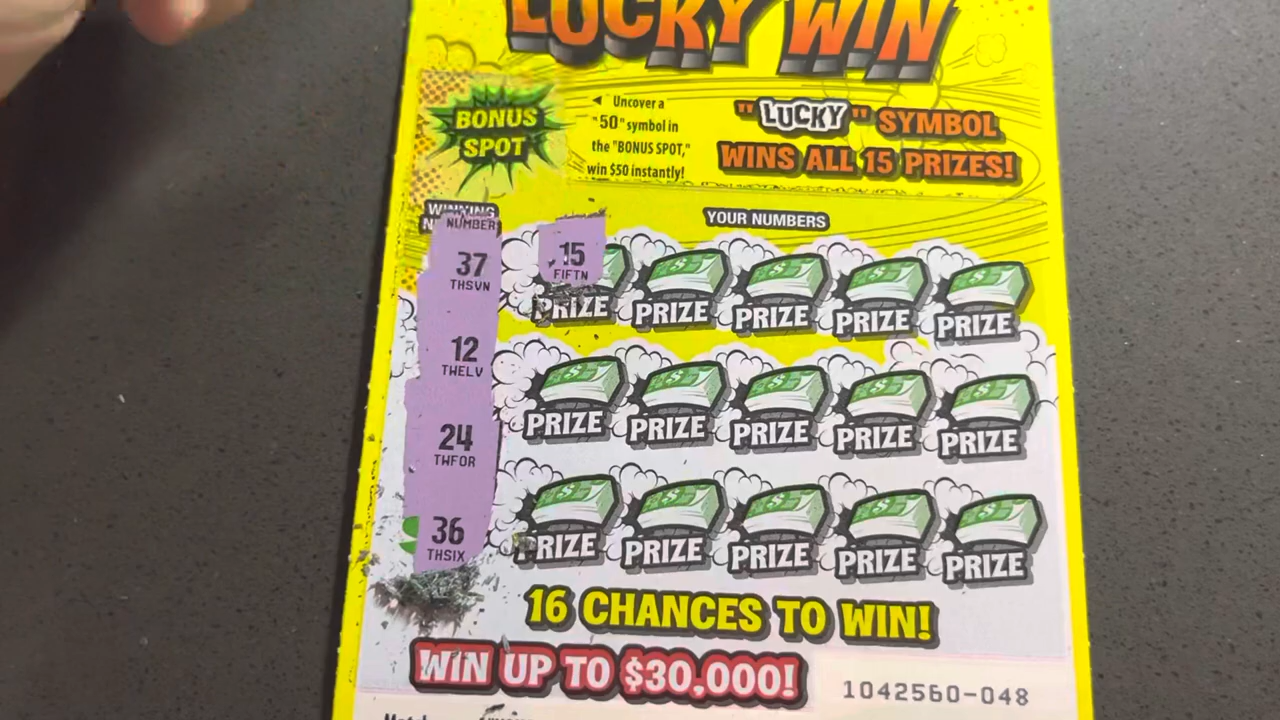 LUCKY WIN
BONUS
SPOT
◄ Uncover a
"50" symbol in
the "BONUS SPOT,"
win $50 instantly!
"LUCKY" SYMBOL
WINS ALL 15 PRIZES!
WINNING
NUMBER
YOUR NUMBERS
37
THSVN
12
TWELV
24
TWFOR
36
THSIX
15
FIFTN
PRIZE PRIZE PRIZE PRIZE PRIZE
PRIZE PRIZE PRIZE PRIZE PRIZE
PRIZE PRIZE PRIZE PRIZE PRIZE
16 CHANCES TO WIN!
WIN UP TO $30,000!
1042560-048